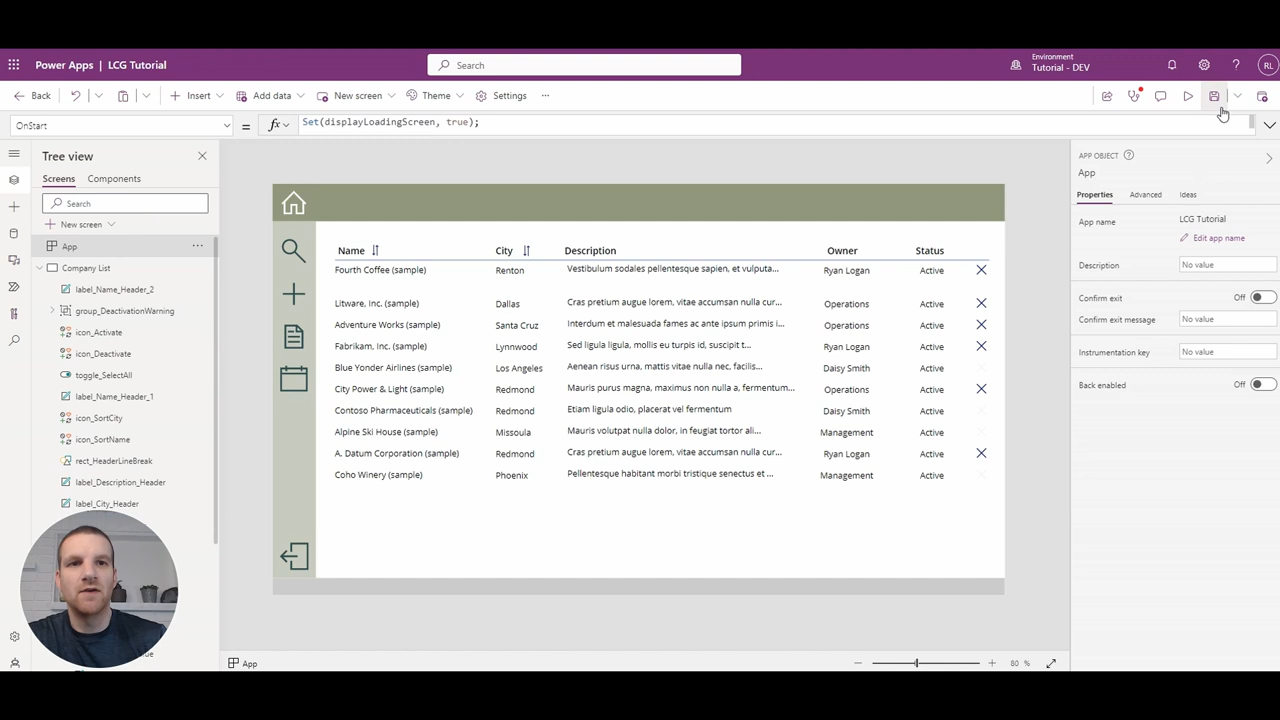 Power Apps | LCG Tutorial
Search
Environment
Tutorial - DEV
RL
Back
Insert
Add data
New screen
Theme
Settings
OnStart
=
fx
Set(displayLoadingScreen, true);
Tree view
Screens
Components
Search
New screen
App
Company List
label_Name_Header_2
group_DeactivationWarning
icon_Activate
icon_Deactivate
toggle_SelectAll
label_Name_Header_1
icon_SortCity
icon_SortName
rect_HeaderLineBreak
label_Description_Header
label_City_Header
Name City Description Owner Status
Fourth Coffee (sample) Renton Vestibulum sodales pellentesque sapien, et vulputa... Ryan Logan Active
Litware, Inc. (sample) Dallas Cras pretium augue lorem, vitae accumsan nulla cur... Operations Active
Adventure Works (sample) Santa Cruz Interdum et malesuada fames ac ante ipsum primis i... Operations Active
Fabrikam, Inc. (sample) Lynnwood Sed ligula ligula, mollis eu turpis id, suscipit t... Ryan Logan Active
Blue Yonder Airlines (sample) Los Angeles Aenean risus urna, mattis vitae nulla nec, facilis... Daisy Smith Active
City Power & Light (sample) Redmond Mauris purus magna, maximus non nulla a, fermentum... Operations Active
Contoso Pharmaceuticals (sample) Redmond Etiam ligula odio, placerat vel fermentum Daisy Smith Active
Alpine Ski House (sample) Missoula Mauris volutpat nulla dolor, in feugiat tortor ali... Management Active
A. Datum Corporation (sample) Redmond Cras pretium augue lorem, vitae accumsan nulla cur... Ryan Logan Active
Coho Winery (sample) Phoenix Pellentesque habitant morbi tristique senectus et ... Management Active
APP OBJECT
App
Properties
Advanced
Ideas
App name LCG Tutorial
Edit app name
Description No value
Confirm exit Off
Confirm exit message No value
Instrumentation key No value
Back enabled Off
App
80 %